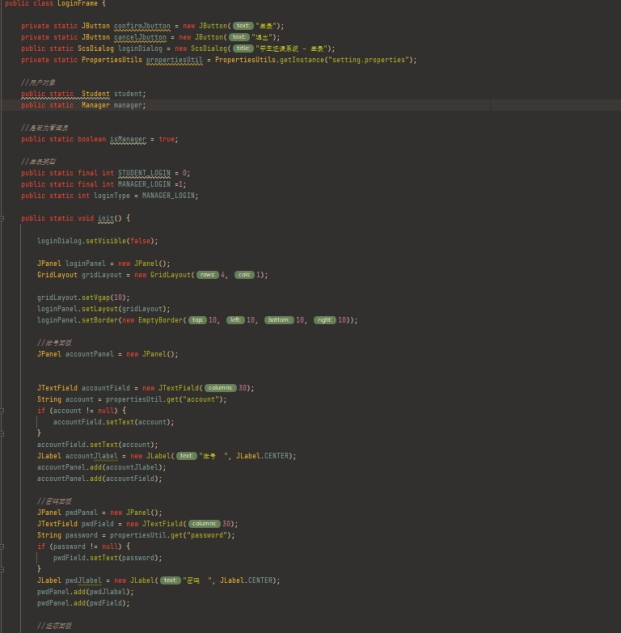 public class LoginFrame {
private static JButton confirmJbutton = new JButton( text: "登录");
private static JButton cancelJbutton = new JButton( text: "退出");
public static ScsDialog loginDialog = new ScsDialog( title: "学生选课系统 - 登录");
private static PropertiesUtils propertiesUtil = PropertiesUtils.getInstance("setting.properties");
//用户对象
public static Student student;
public static Manager manager;
//是否为管理员
public static boolean isManager = true;
//登录类型
public static final int STUDENT_LOGIN = 0;
public static final int MANAGER_LOGIN =1;
public static int loginType = MANAGER_LOGIN;
public static void init() {
loginDialog.setVisible(false);
JPanel loginPanel = new JPanel();
GridLayout gridLayout = new GridLayout( rows: 4, cols: 1);
gridLayout.setVgap(10);
loginPanel.setLayout(gridLayout);
loginPanel.setBorder(new EmptyBorder( top: 10, left: 10, bottom: 10, right: 10));
//账号面板
JPanel accountPanel = new JPanel();
JTextField accountField = new JTextField( columns: 30);
String account = propertiesUtil.get("account");
if (account != null) {
accountField.setText(account);
}
accountField.setText(account);
JLabel accountJlabel = new JLabel( text: "账号  ", JLabel.CENTER);
accountPanel.add(accountJlabel);
accountPanel.add(accountField);
//密码面板
JPanel pwdPanel = new JPanel();
JTextField pwdField = new JTextField( columns: 30);
String password = propertiesUtil.get("password");
if (password != null) {
pwdField.setText(password);
}
JLabel pwdJlabel = new JLabel( text: "密码  ", JLabel.CENTER);
pwdPanel.add(pwdJlabel);
pwdPanel.add(pwdField);
//选项面板